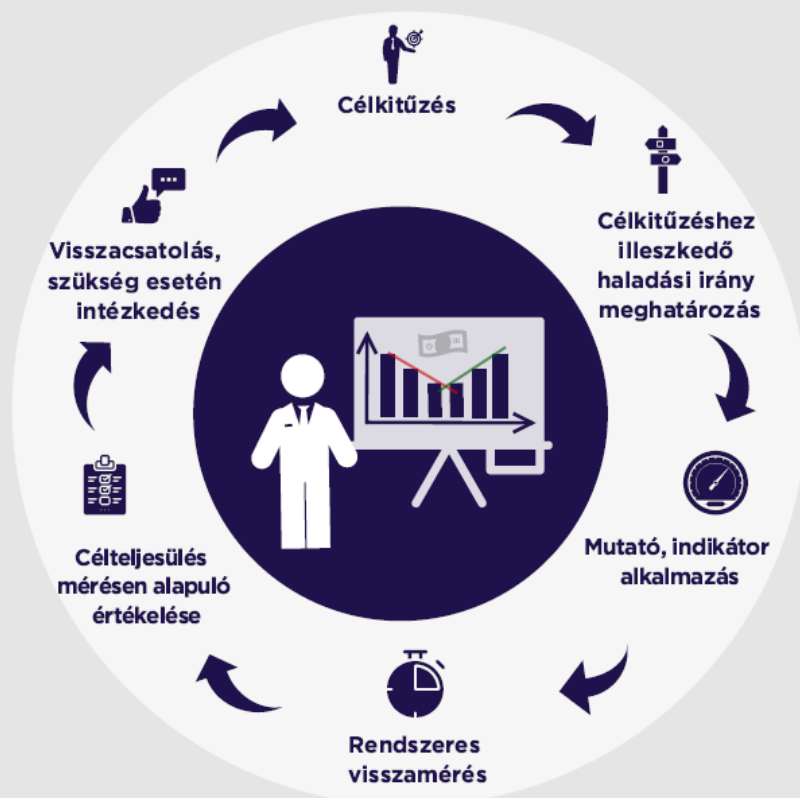 Célkitűzés
Célkitűzéshez
illeszkedő
haladási irány
meghatározás
Mutató, indikátor
alkalmazás
Rendszeres
visszamérés
Célteljesülés
mérésen alapuló
értékelése
Visszacsatolás,
szükség esetén
intézkedés